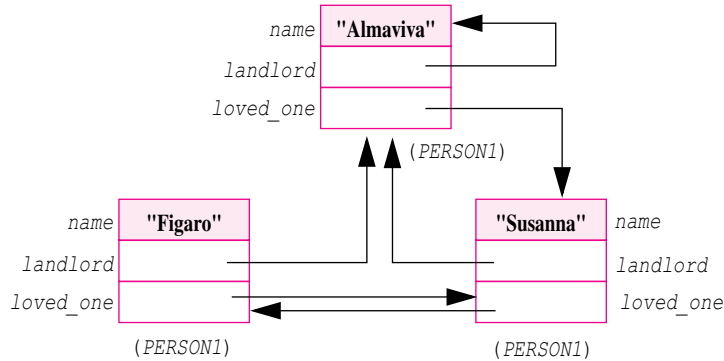 name "Almaviva"
landlord
loved_one
(PERSON1)
name "Figaro" "Susanna" name
landlord landlord
loved_one loved_one
(PERSON1) (PERSON1)